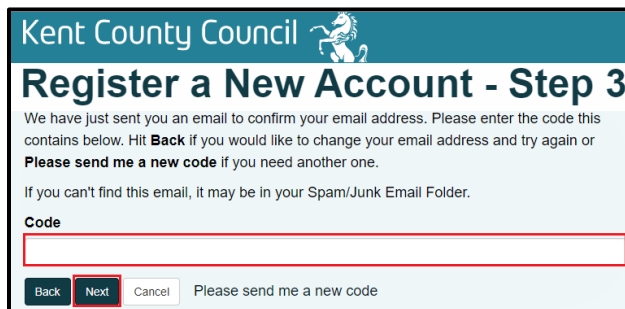 Kent County Council
Register a New Account - Step 3
We have just sent you an email to confirm your email address. Please enter the code this
contains below. Hit Back if you would like to change your email address and try again or
Please send me a new code if you need another one.
If you can't find this email, it may be in your Spam/Junk Email Folder.
Code
Back Next Cancel Please send me a new code